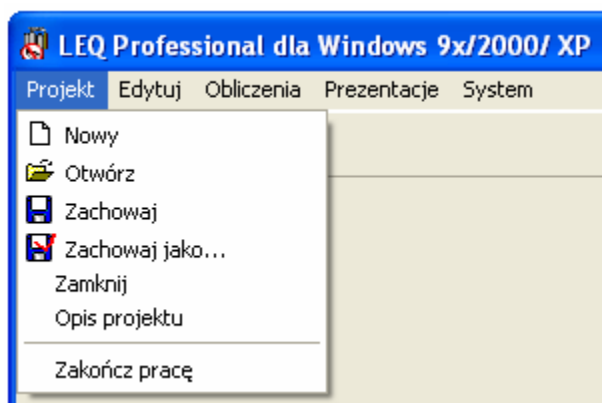 LEQ Professional dla Windows 9x/2000/ XP
Projekt Edytuj Obliczenia Prezentacje System
Nowy
Otwórz
Zachowaj
Zachowaj jako...
Zamknij
Opis projektu
Zakończ pracę